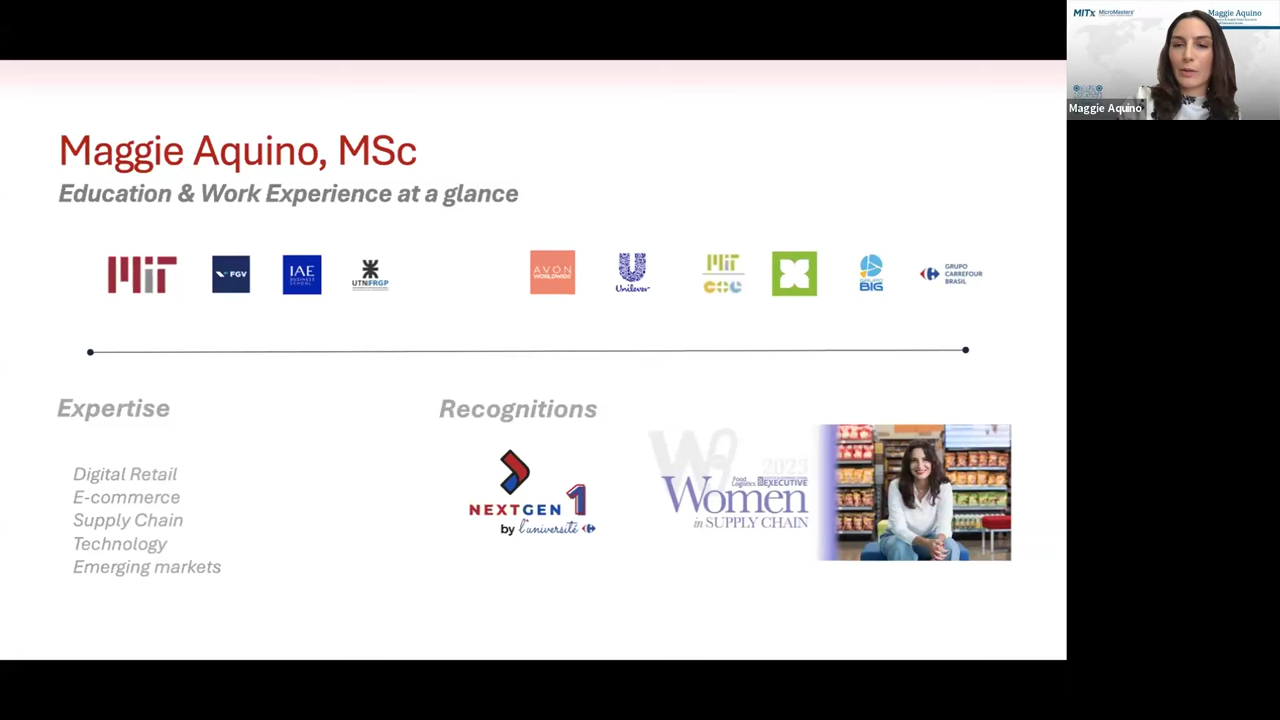 Maggie Aquino, MSc
Education & Work Experience at a glance
MIT
FGV
IAE
BUSINESS SCHOOL
UTN FRGP
AVON
WORLDWIDE
Unilever
MIT
GRUPO
BIG
GRUPO
CARREFOUR
BRASIL
Expertise
Digital Retail
E-commerce
Supply Chain
Technology
Emerging markets
Recognitions
NEXTGEN 1
by l'université
2023
Food Logistics
EXECUTIVE
Women
in SUPPLY CHAIN
MITx MicroMasters
Maggie Aquino
Maggie Aquino